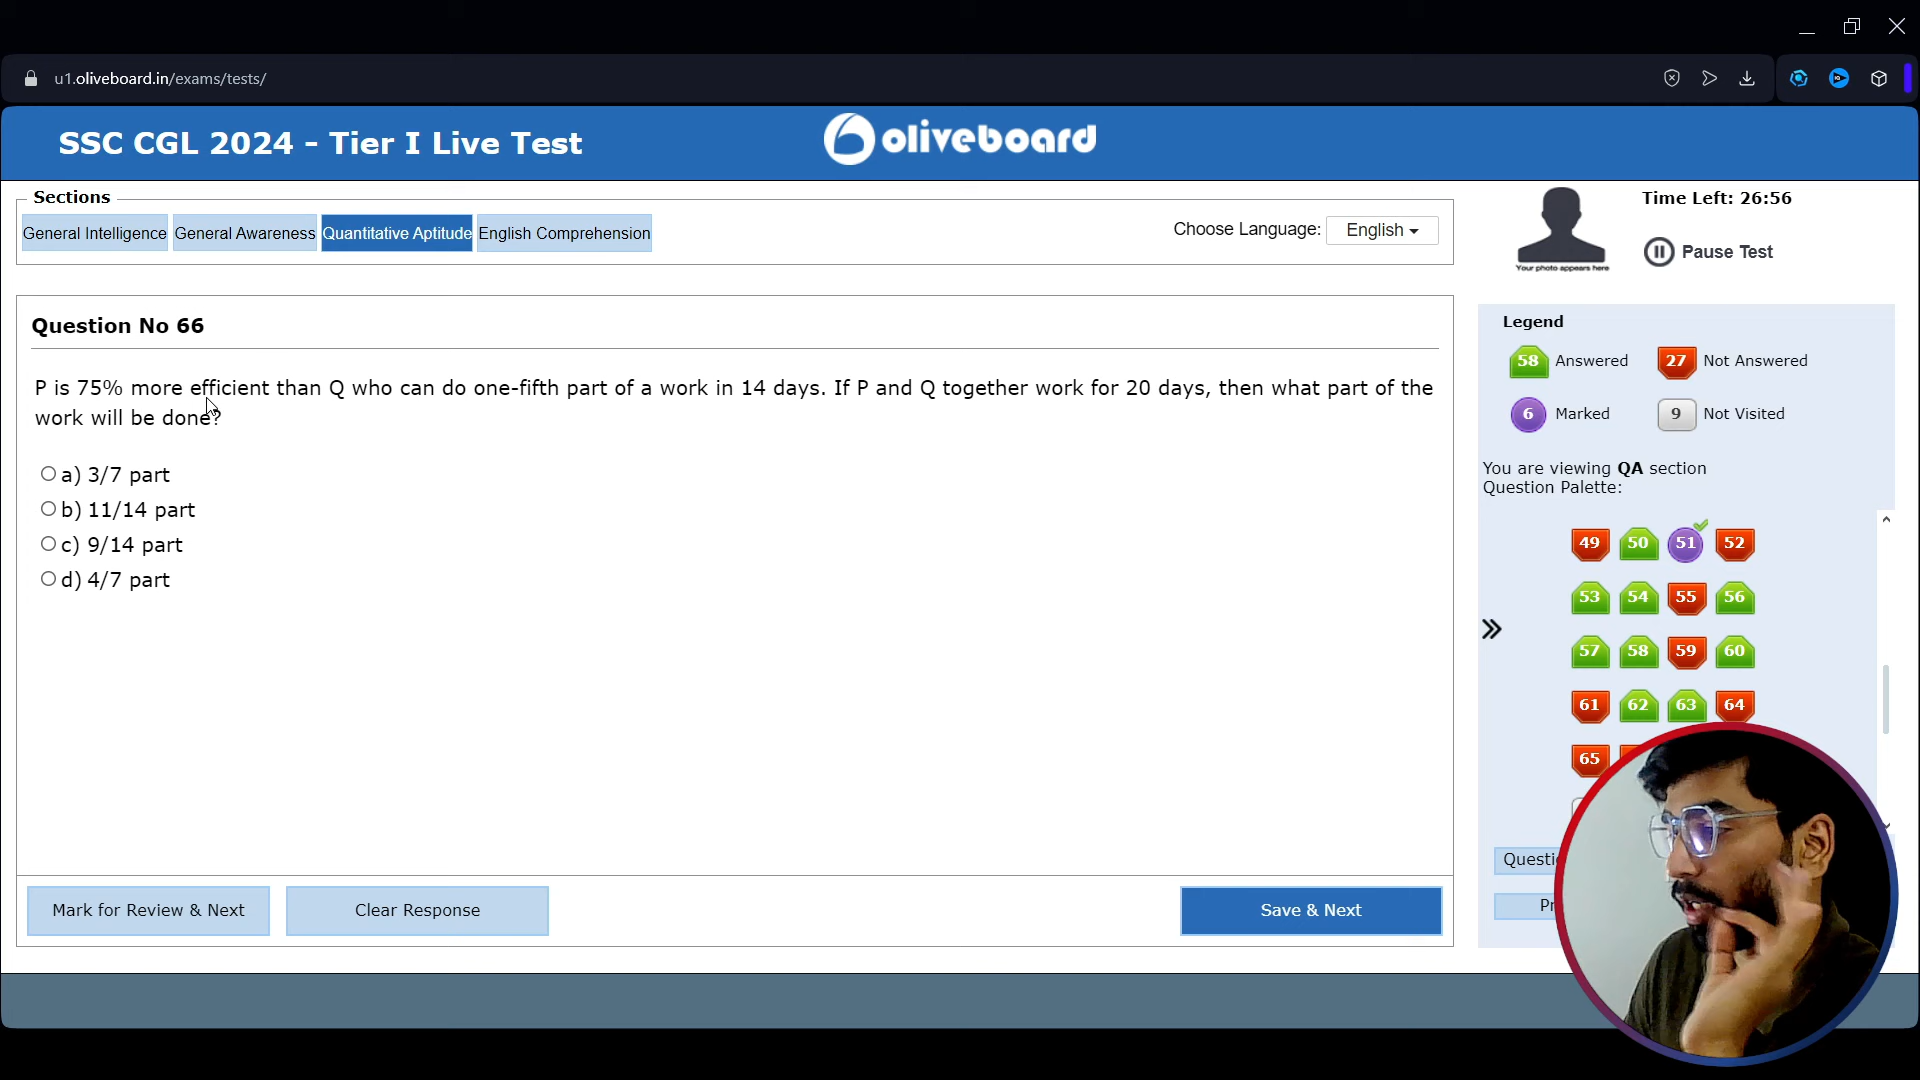 u1.oliveboard.in/exams/tests/
SSC CGL 2024 - Tier I Live Test
oliveboard
Sections
General Intelligence
General Awareness
Quantitative Aptitude
English Comprehension
Choose Language:
English
Your photo appears here
Time Left: 26:56
Pause Test
Question No 66
P is 75% more efficient than Q who can do one-fifth part of a work in 14 days. If P and Q together work for 20 days, then what part of the
work will be done?
a) 3/7 part
b) 11/14 part
c) 9/14 part
d) 4/7 part
Mark for Review & Next
Clear Response
Save & Next
Legend
58 Answered
27 Not Answered
6 Marked
9 Not Visited
You are viewing QA section
Question Palette:
49 50 51 52
53 54 55 56
57 58 59 60
61 62 63 64
65